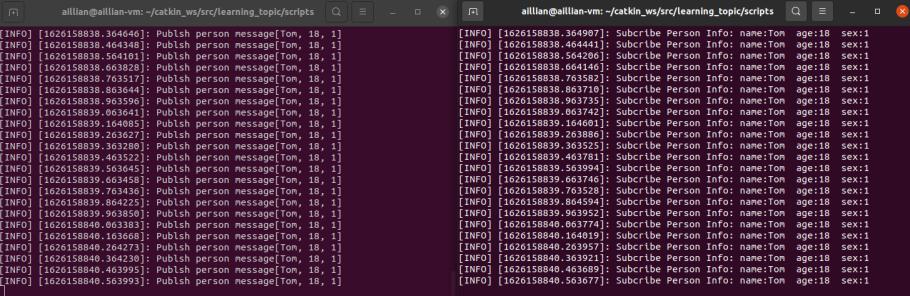 aillian@aillian-vm: ~/catkin_ws/src/learning_topic/scripts
[INFO] [1626158838.364646]: Publsh person message[Tom, 18, 1]
[INFO] [1626158838.464348]: Publsh person message[Tom, 18, 1]
[INFO] [1626158838.564101]: Publsh person message[Tom, 18, 1]
[INFO] [1626158838.663828]: Publsh person message[Tom, 18, 1]
[INFO] [1626158838.763517]: Publsh person message[Tom, 18, 1]
[INFO] [1626158838.863644]: Publsh person message[Tom, 18, 1]
[INFO] [1626158838.963596]: Publsh person message[Tom, 18, 1]
[INFO] [1626158839.063641]: Publsh person message[Tom, 18, 1]
[INFO] [1626158839.164085]: Publsh person message[Tom, 18, 1]
[INFO] [1626158839.263627]: Publsh person message[Tom, 18, 1]
[INFO] [1626158839.363280]: Publsh person message[Tom, 18, 1]
[INFO] [1626158839.463522]: Publsh person message[Tom, 18, 1]
[INFO] [1626158839.563645]: Publsh person message[Tom, 18, 1]
[INFO] [1626158839.663458]: Publsh person message[Tom, 18, 1]
[INFO] [1626158839.763436]: Publsh person message[Tom, 18, 1]
[INFO] [1626158839.864225]: Publsh person message[Tom, 18, 1]
[INFO] [1626158839.963850]: Publsh person message[Tom, 18, 1]
[INFO] [1626158840.063383]: Publsh person message[Tom, 18, 1]
[INFO] [1626158840.163668]: Publsh person message[Tom, 18, 1]
[INFO] [1626158840.264273]: Publsh person message[Tom, 18, 1]
[INFO] [1626158840.364230]: Publsh person message[Tom, 18, 1]
[INFO] [1626158840.463995]: Publsh person message[Tom, 18, 1]
[INFO] [1626158840.563993]: Publsh person message[Tom, 18, 1]
aillian@aillian-vm: ~/catkin_ws/src/learning_topic/scripts
[INFO] [1626158838.364907]: Subcribe Person Info: name:Tom  age:18  sex:1
[INFO] [1626158838.464441]: Subcribe Person Info: name:Tom  age:18  sex:1
[INFO] [1626158838.564206]: Subcribe Person Info: name:Tom  age:18  sex:1
[INFO] [1626158838.664146]: Subcribe Person Info: name:Tom  age:18  sex:1
[INFO] [1626158838.763582]: Subcribe Person Info: name:Tom  age:18  sex:1
[INFO] [1626158838.863710]: Subcribe Person Info: name:Tom  age:18  sex:1
[INFO] [1626158838.963735]: Subcribe Person Info: name:Tom  age:18  sex:1
[INFO] [1626158839.063742]: Subcribe Person Info: name:Tom  age:18  sex:1
[INFO] [1626158839.164601]: Subcribe Person Info: name:Tom  age:18  sex:1
[INFO] [1626158839.263886]: Subcribe Person Info: name:Tom  age:18  sex:1
[INFO] [1626158839.363525]: Subcribe Person Info: name:Tom  age:18  sex:1
[INFO] [1626158839.463781]: Subcribe Person Info: name:Tom  age:18  sex:1
[INFO] [1626158839.563994]: Subcribe Person Info: name:Tom  age:18  sex:1
[INFO] [1626158839.663746]: Subcribe Person Info: name:Tom  age:18  sex:1
[INFO] [1626158839.763528]: Subcribe Person Info: name:Tom  age:18  sex:1
[INFO] [1626158839.864594]: Subcribe Person Info: name:Tom  age:18  sex:1
[INFO] [1626158839.963952]: Subcribe Person Info: name:Tom  age:18  sex:1
[INFO] [1626158840.063774]: Subcribe Person Info: name:Tom  age:18  sex:1
[INFO] [1626158840.164019]: Subcribe Person Info: name:Tom  age:18  sex:1
[INFO] [1626158840.263957]: Subcribe Person Info: name:Tom  age:18  sex:1
[INFO] [1626158840.363921]: Subcribe Person Info: name:Tom  age:18  sex:1
[INFO] [1626158840.463689]: Subcribe Person Info: name:Tom  age:18  sex:1
[INFO] [1626158840.563677]: Subcribe Person Info: name:Tom  age:18  sex:1